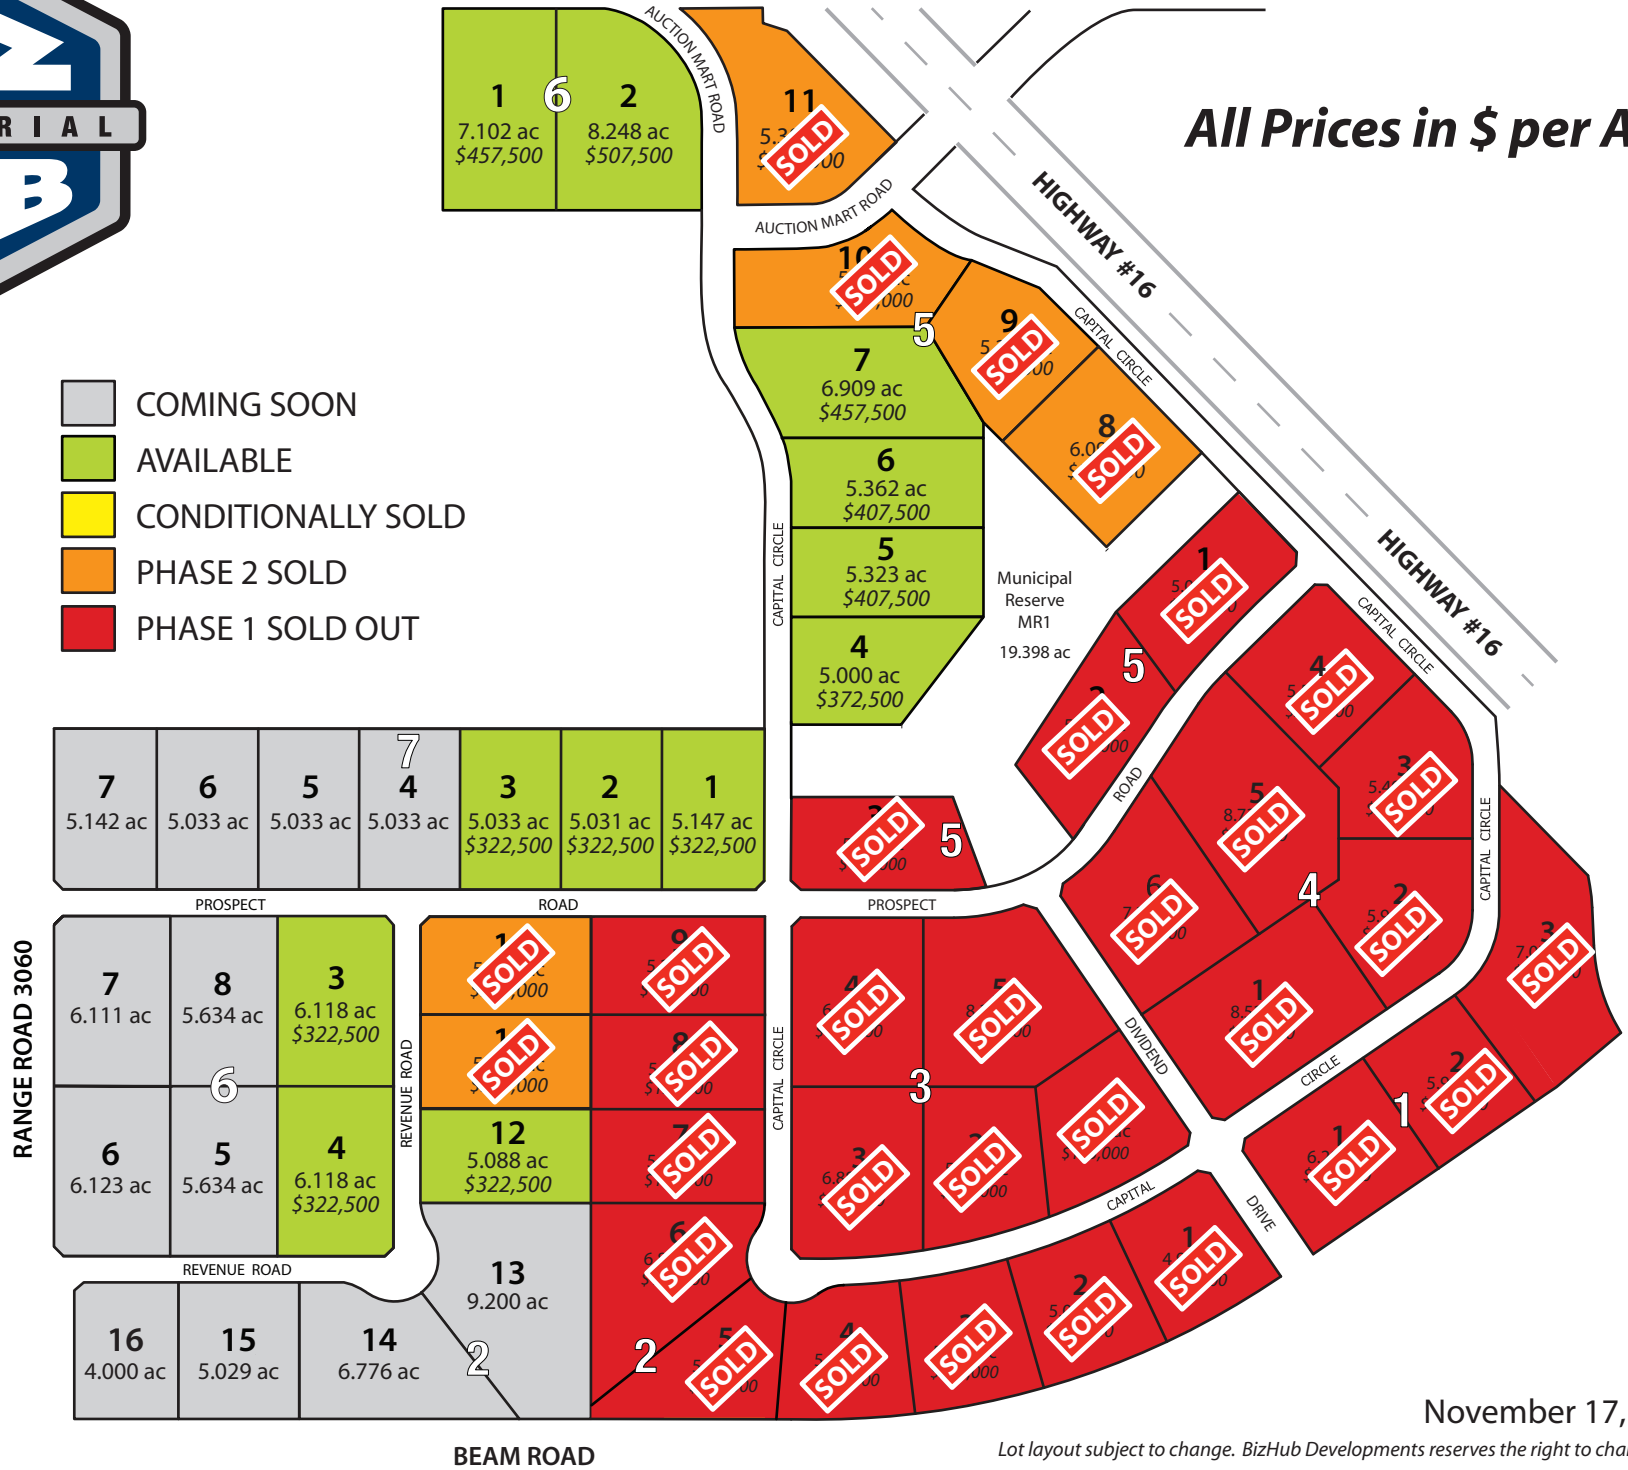 RIAL
B
All Prices in $ per A
COMING SOON
AVAILABLE
CONDITIONALLY SOLD
PHASE 2 SOLD
PHASE 1 SOLD OUT
6
1
7.102 ac
$457,500
2
8.248 ac
$507,500
AUCTION MART ROAD
11
SOLD
AUCTION MART ROAD
HIGHWAY #16
HIGHWAY #16
10
SOLD
5
9
SOLD
8
SOLD
CAPITAL CIRCLE
7
6.909 ac
$457,500
6
5.362 ac
$407,500
5
5.323 ac
$407,500
4
5.000 ac
$372,500
CAPITAL CIRCLE
Municipal
Reserve
MR1
19.398 ac
1
SOLD
5
SOLD
SOLD
5
CAPITAL CIRCLE
4
SOLD
3
SOLD
5
SOLD
6
SOLD
4
2
SOLD
1
SOLD
ROAD
CAPITAL CIRCLE
3
SOLD
7
7
5.142 ac
6
5.033 ac
5
5.033 ac
4
5.033 ac
3
5.033 ac
$322,500
2
5.031 ac
$322,500
1
5.147 ac
$322,500
PROSPECT
ROAD
PROSPECT
RANGE ROAD 3060
7
6.111 ac
8
5.634 ac
3
6.118 ac
$322,500
6
6
6.123 ac
5
5.634 ac
4
6.118 ac
$322,500
REVENUE ROAD
REVENUE ROAD
SOLD
SOLD
12
5.088 ac
$322,500
13
9.200 ac
9
SOLD
8
SOLD
7
SOLD
6
SOLD
CAPITAL CIRCLE
4
SOLD
5
SOLD
3
3
SOLD
2
SOLD
SOLD
DIVIDEND
CIRCLE
1
2
SOLD
1
SOLD
CAPITAL
DRIVE
16
4.000 ac
15
5.029 ac
14
6.776 ac
2
2
5
SOLD
4
SOLD
SOLD
2
SOLD
1
SOLD
BEAM ROAD
November 17,
Lot layout subject to change. BizHub Developments reserves the right to